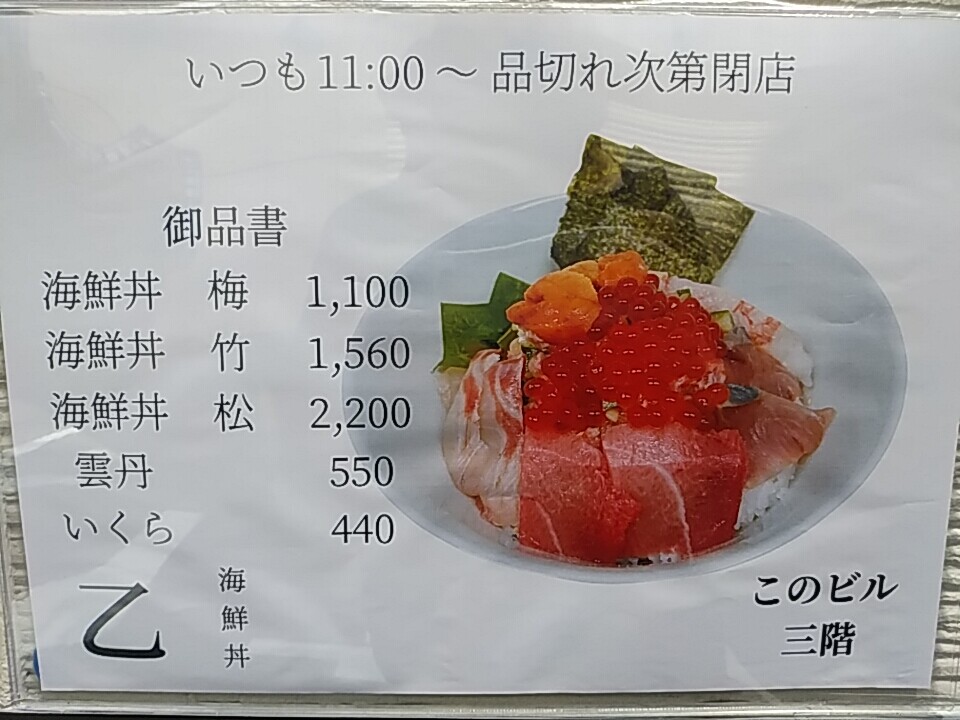 いつも11:00～ 品切れ次第閉店
御品書
海鮮丼 梅 1,100
海鮮丼 竹 1,560
海鮮丼 松 2,200
雲丹 550
いくら 440
乙
海鮮丼
このビル
三階